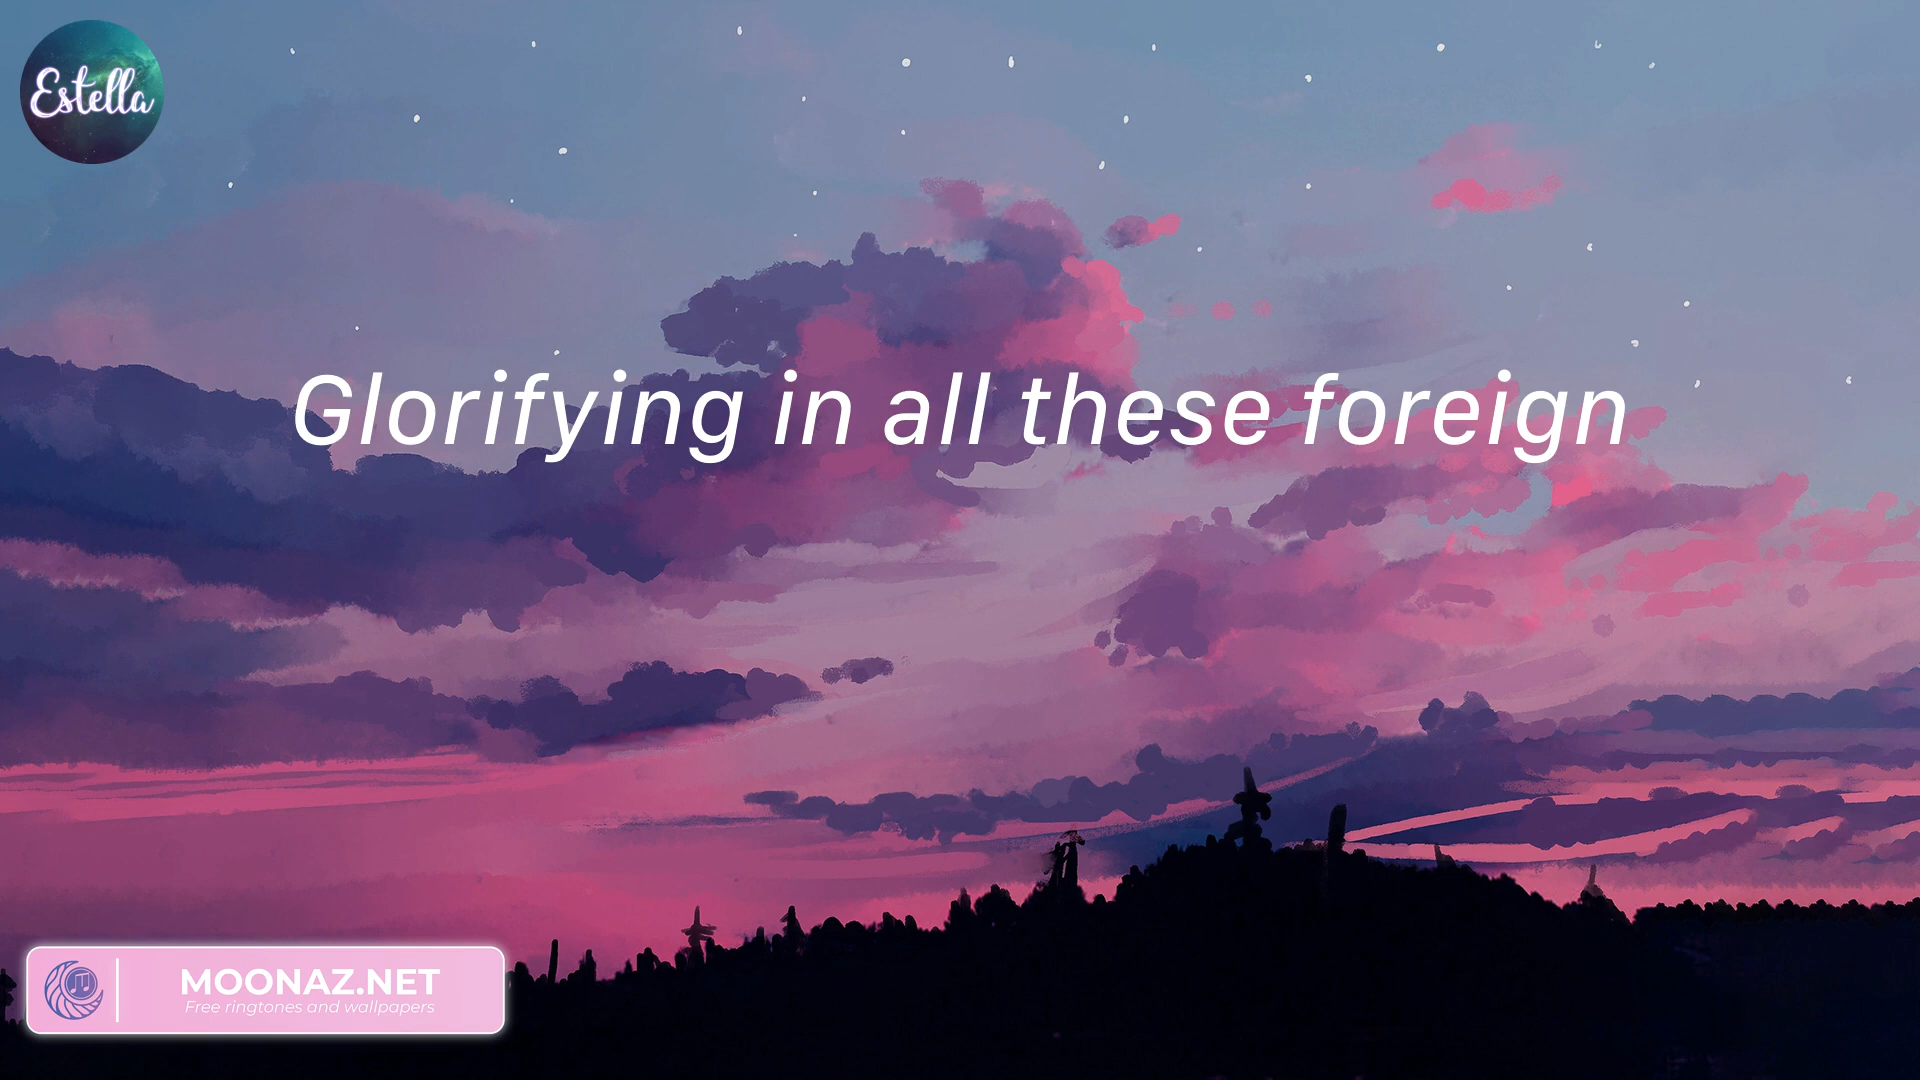 Estella
Glorifying in all these foreign
MOONAZ.NET
Free ringtones and wallpapers